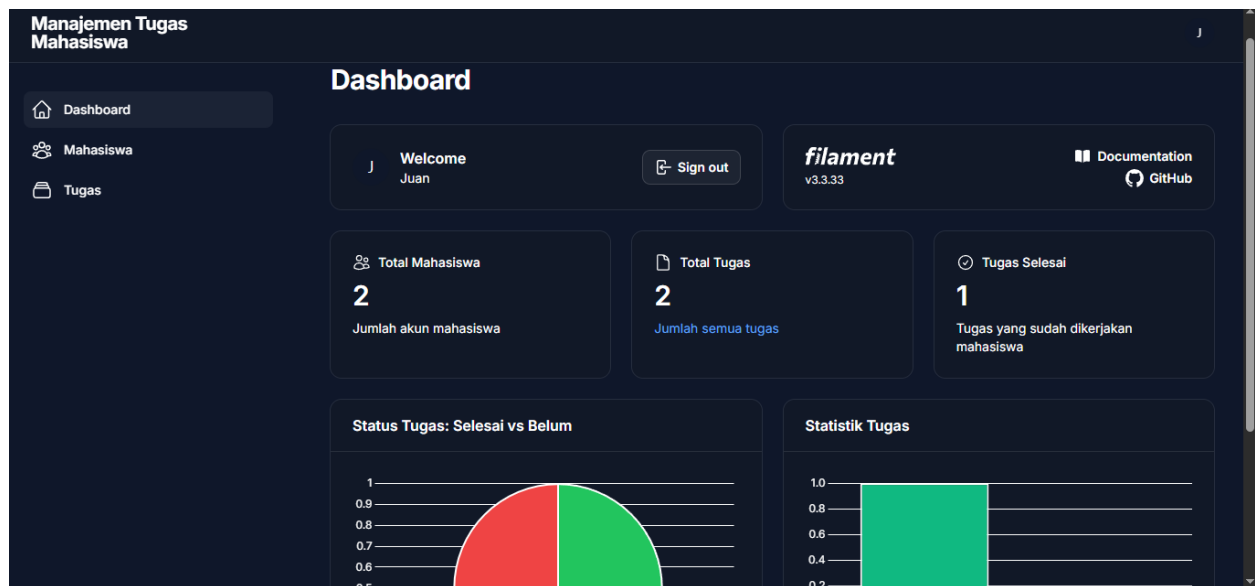 Manajemen Tugas
Mahasiswa
J
Dashboard
Mahasiswa
Tugas
Dashboard
J
Welcome
Juan
Sign out
filament
v3.3.33
Documentation
GitHub
Total Mahasiswa
2
Jumlah akun mahasiswa
Total Tugas
2
Jumlah semua tugas
Tugas Selesai
1
Tugas yang sudah dikerjakan
mahasiswa
Status Tugas: Selesai vs Belum
1
0.9
0.8
0.7
0.6
Statistik Tugas
1.0
0.8
0.6
0.4